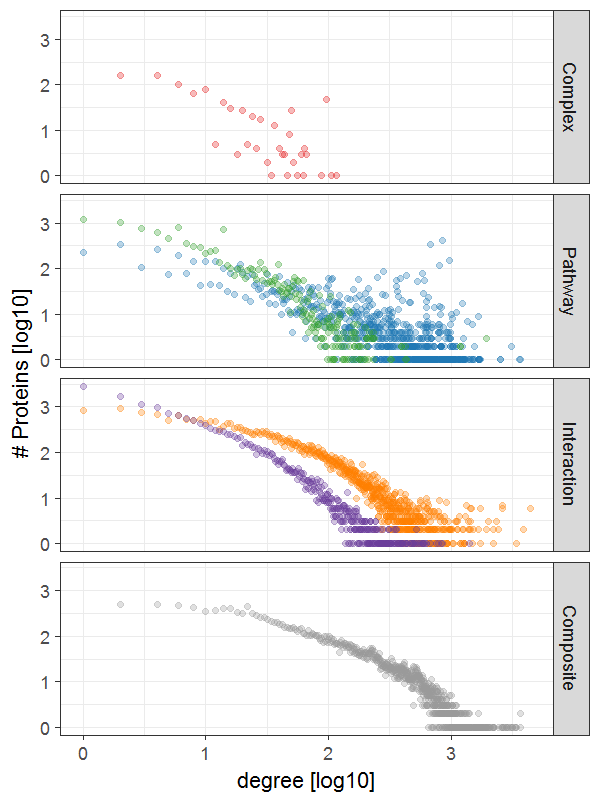 3
2
1
0
Complex
3
2
1
0
Pathway
3
2
1
0
Interaction
3
2
1
0
Composite
# Proteins [log10]
0 1 2 3
degree [log10]